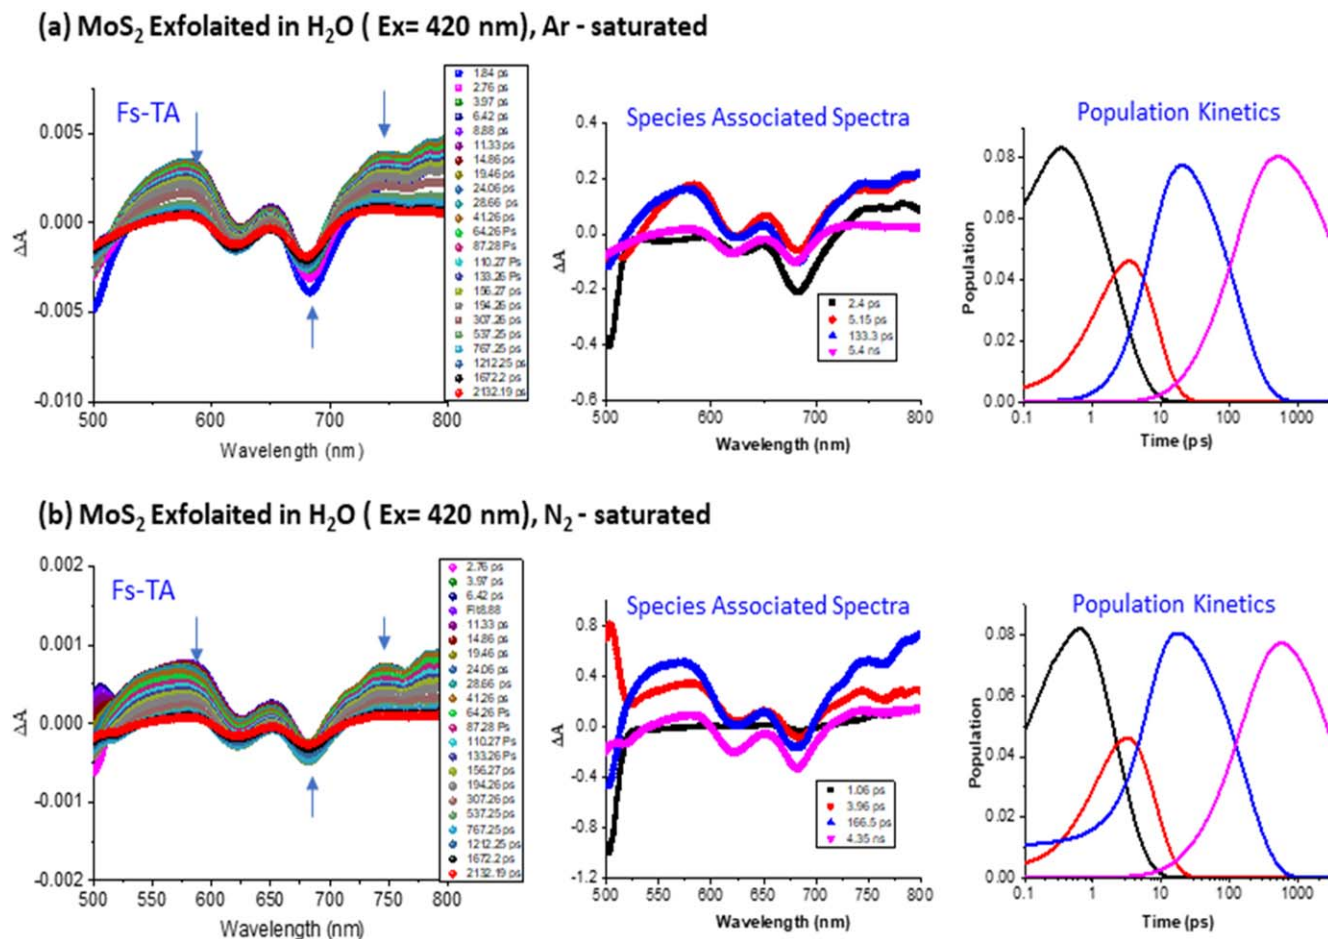 (a) MoS2 Exfolaited in H2O ( Ex= 420 nm), Ar - saturated
Fs-TA
0.005
0.000
-0.005
-0.010
ΔA
500
600
700
800
Wavelength (nm)
1.84 ps
2.76 ps
3.97 ps
6.42 ps
8.88 ps
11.33 ps
14.86 ps
19.46 ps
24.06 ps
28.66 ps
41.26 ps
64.26 Ps
87.28 Ps
110.27 Ps
133.26 Ps
156.27 ps
194.26 ps
307.26 ps
537.25 ps
767.25 ps
1212.25 ps
1672.2 ps
2132.19 ps
Species Associated Spectra
0.4
0.2
0.0
-0.2
-0.4
-0.6
ΔA
500
600
700
800
Wavelength (nm)
2.4 ps
5.15 ps
133.3 ps
5.4 ns
Population Kinetics
0.08
0.06
0.04
0.02
0.00
Population
0.1
1
10
100
1000
Time (ps)
(b) MoS2 Exfolaited in H2O ( Ex= 420 nm), N2 - saturated
Fs-TA
0.002
0.001
0.000
-0.001
-0.002
ΔA
500
550
600
650
700
750
800
Wavelength (nm)
2.76 ps
3.97 ps
6.42 ps
Fit8.88
11.33 ps
14.86 ps
19.46 ps
24.06 ps
28.66 ps
41.26 ps
64.26 Ps
87.28 Ps
110.27 Ps
133.26 Ps
156.27 ps
194.26 ps
307.26 ps
537.25 ps
767.25 ps
1212.25 ps
1672.2 ps
2132.19 ps
Species Associated Spectra
0.8
0.4
0.0
-0.4
-0.8
-1.2
ΔA
500
600
700
800
Wavelength (nm)
1.06 ps
3.96 ps
166.5 ps
4.35 ns
Population Kinetics
0.08
0.06
0.04
0.02
0.00
Population
0.1
1
10
100
1000
Time (ps)